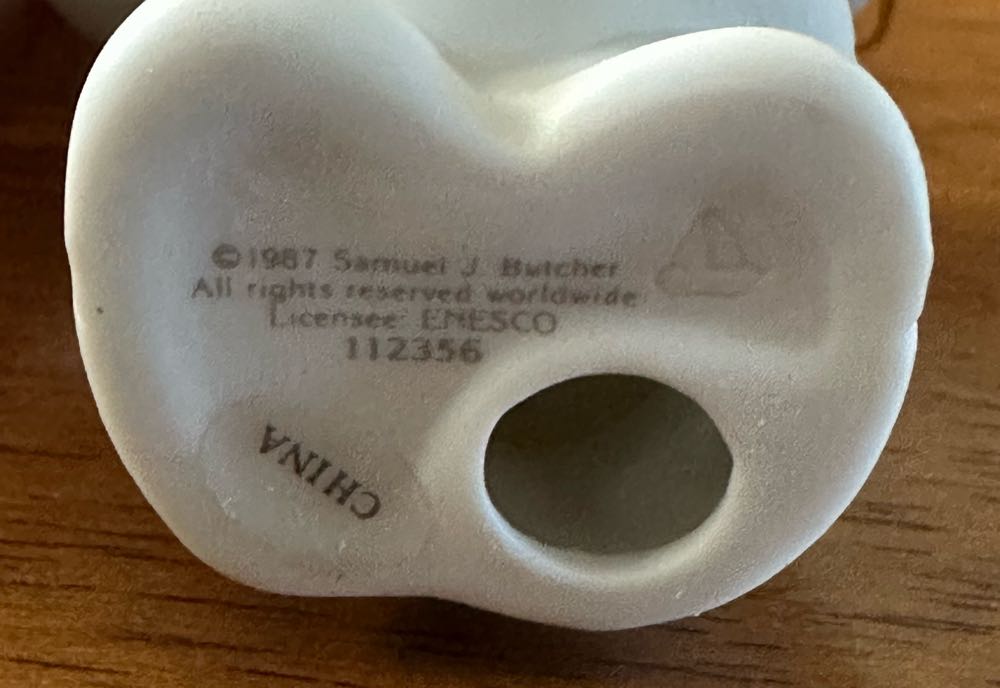 ©1987 Samuel J. Butcher
All rights reserved worldwide
Licensee ENESCO
112356
CHINA